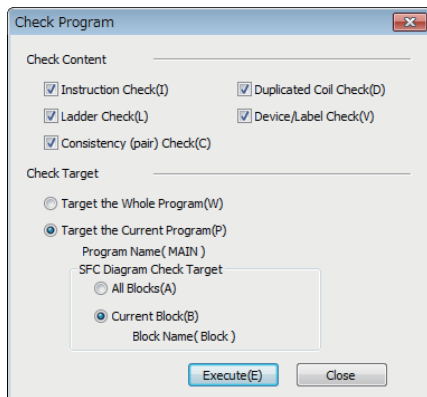 Check Program
Check Content
Instruction Check(I)
Duplicated Coil Check(D)
Ladder Check(L)
Device/Label Check(V)
Consistency (pair) Check(C)
Check Target
Target the Whole Program(W)
Target the Current Program(P)
Program Name( MAIN )
SFC Diagram Check Target
All Blocks(A)
Current Block(B)
Block Name( Block )
Execute(E)
Close